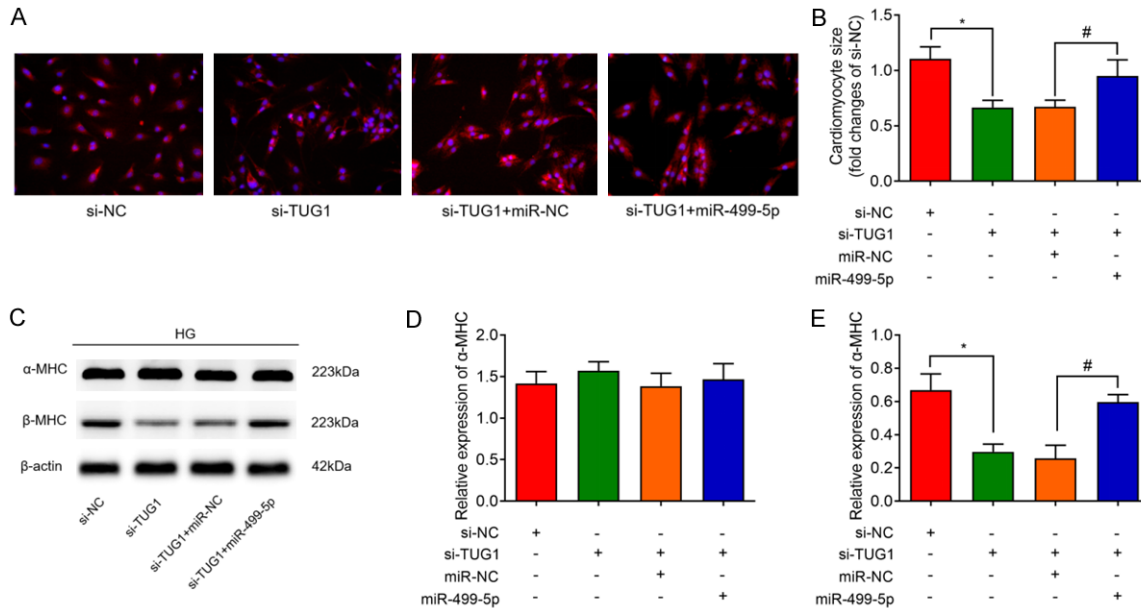 A
si-NC
si-TUG1
si-TUG1+miR-NC
si-TUG1+miR-499-5p
B
Cardiomyocyte size
(fold changes of si-NC)
1.5
1.0
0.5
0.0
*
#
si-NC + - - -
si-TUG1 - + + +
miR-NC - - + -
miR-499-5p - - - +
C
HG
α-MHC 223kDa
β-MHC 223kDa
β-actin 42kDa
si-NC
si-TUG1
si-TUG1+miR-NC
si-TUG1+miR-499-5p
D
Relative expression of α-MHC
2.0
1.5
1.0
0.5
0.0
si-NC + - - -
si-TUG1 - + + +
miR-NC - - + -
miR-499-5p - - - +
E
Relative expression of α-MHC
1.0
0.8
0.6
0.4
0.2
0.0
*
#
si-NC + - - -
si-TUG1 - + + +
miR-NC - - + -
miR-499-5p - - - +